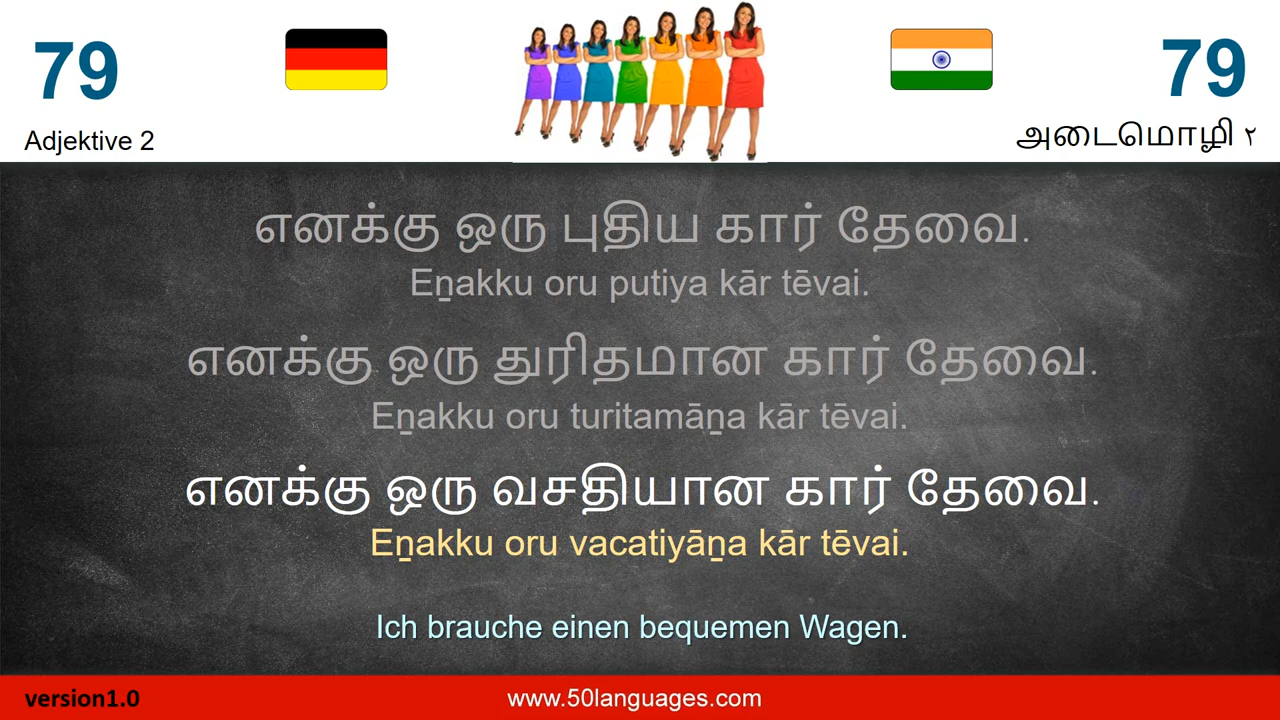 79
79
Adjektive 2
அடைமொழி ٢
எனக்கு ஒரு புதிய கார் தேவை.
Eṉakku oru putiya kār tēvai.
எனக்கு ஒரு துரிதமான கார் தேவை.
Eṉakku oru turitamāṉa kār tēvai.
எனக்கு ஒரு வசதியான கார் தேவை.
Eṉakku oru vacatiyāṉa kār tēvai.
Ich brauche einen bequemen Wagen.
version1.0
www.50languages.com